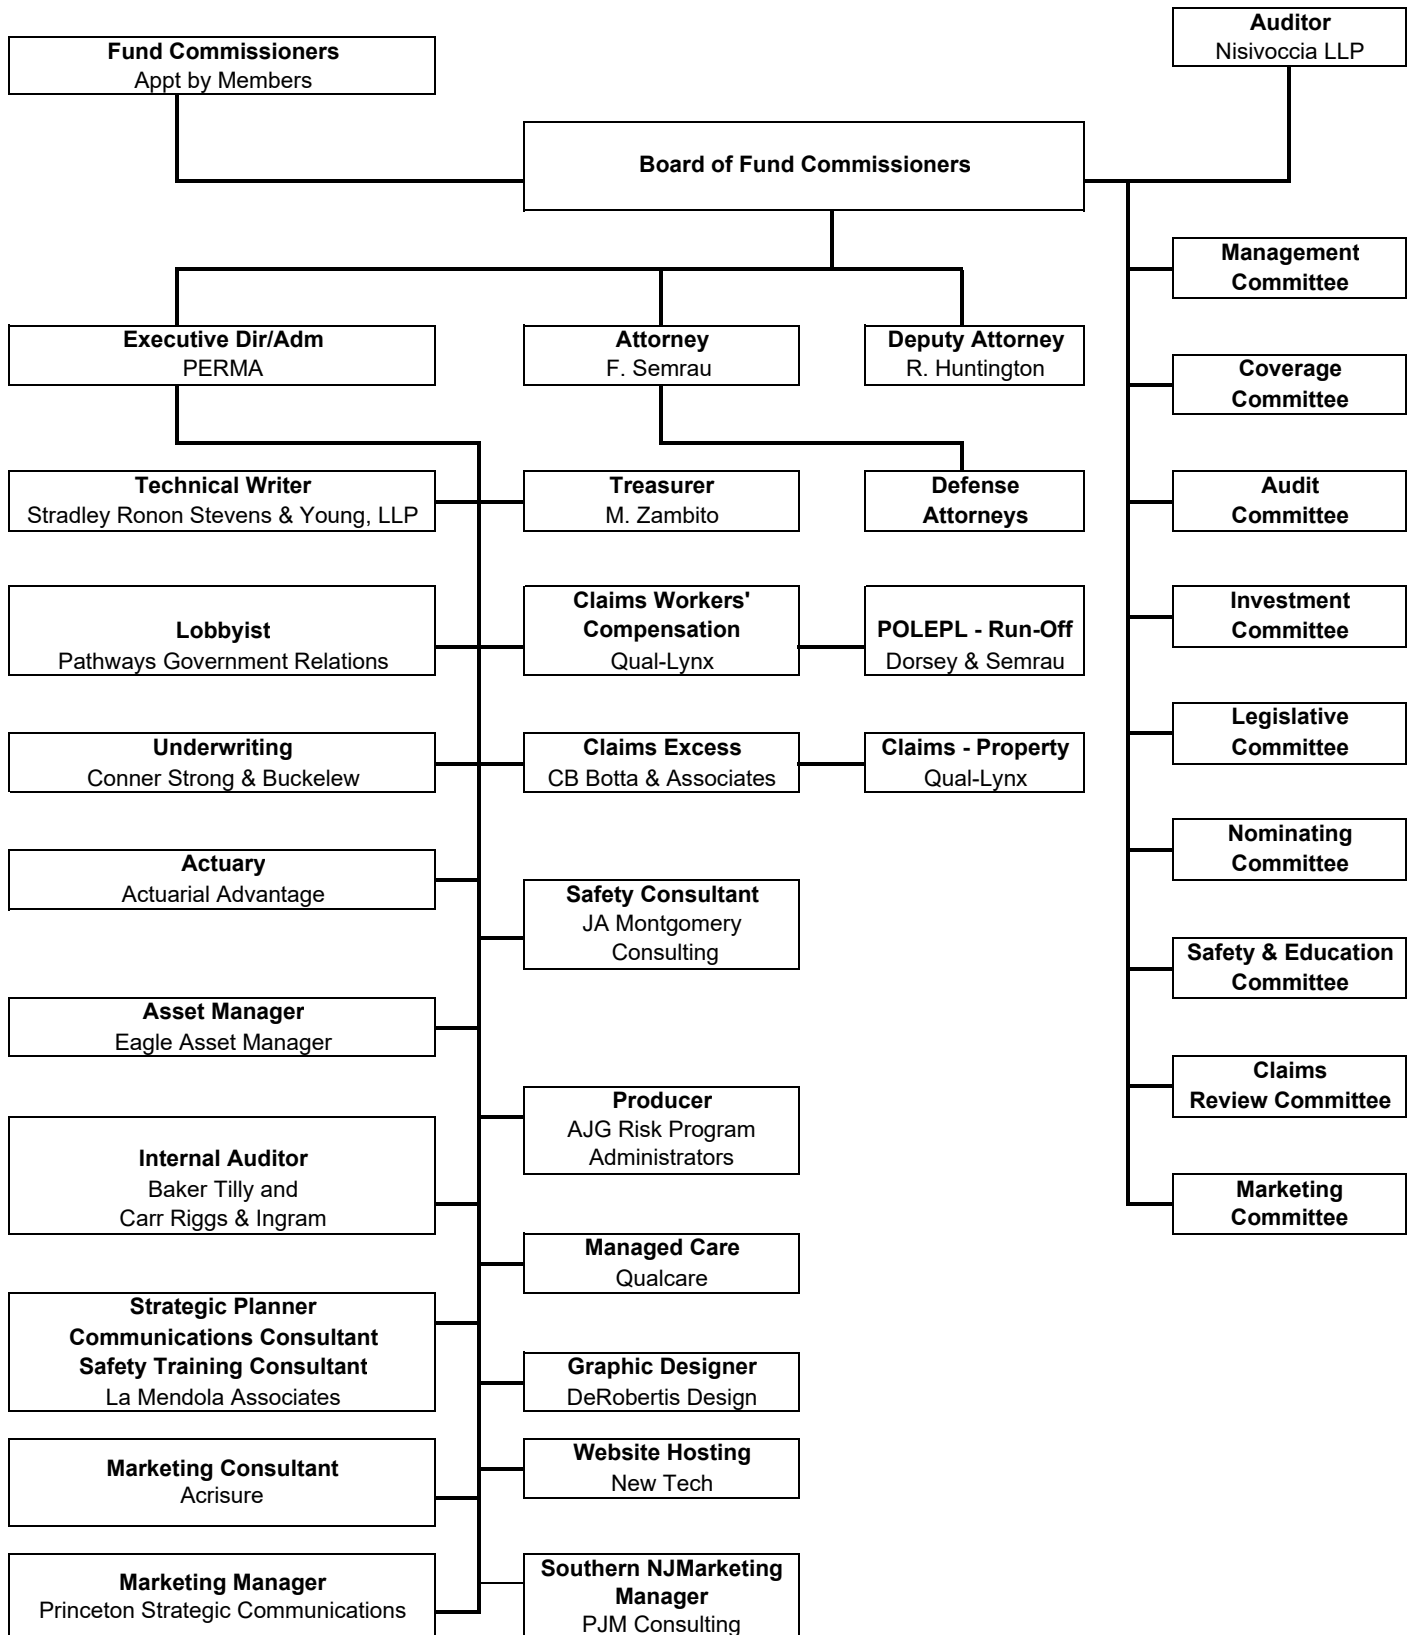 Auditor
Nisivoccia LLP
Fund Commissioners
Appt by Members
Board of Fund Commissioners
Management
Committee
Executive Dir/Adm
PERMA
Attorney
F. Semrau
Deputy Attorney
R. Huntington
Coverage
Committee
Technical Writer
Stradley Ronon Stevens & Young, LLP
Treasurer
M. Zambito
Defense
Attorneys
Audit
Committee
Lobbyist
Pathways Government Relations
Claims Workers'
Compensation
Qual-Lynx
POLEPL - Run-Off
Dorsey & Semrau
Investment
Committee
Underwriting
Conner Strong & Buckelew
Claims Excess
CB Botta & Associates
Claims - Property
Qual-Lynx
Legislative
Committee
Actuary
Actuarial Advantage
Safety Consultant
JA Montgomery
Consulting
Nominating
Committee
Asset Manager
Eagle Asset Manager
Safety & Education
Committee
Producer
AJG Risk Program
Administrators
Claims
Review Committee
Internal Auditor
Baker Tilly and
Carr Riggs & Ingram
Managed Care
Qualcare
Marketing
Committee
Strategic Planner
Communications Consultant
Safety Training Consultant
La Mendola Associates
Graphic Designer
DeRobertis Design
Marketing Consultant
Acrisure
Website Hosting
New Tech
Marketing Manager
Princeton Strategic Communications
Southern NJMarketing
Manager
PJM Consulting